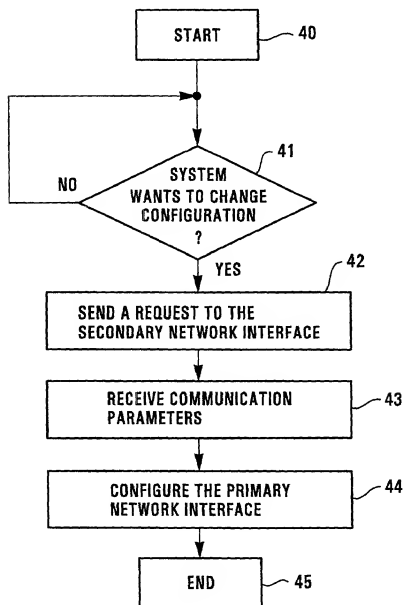 START
40
SYSTEM
WANTS TO CHANGE
CONFIGURATION
?
41
NO
YES
42
SEND A REQUEST TO THE
SECONDARY NETWORK INTERFACE
RECEIVE COMMUNICATION
PARAMETERS
43
CONFIGURE THE PRIMARY
NETWORK INTERFACE
44
END
45